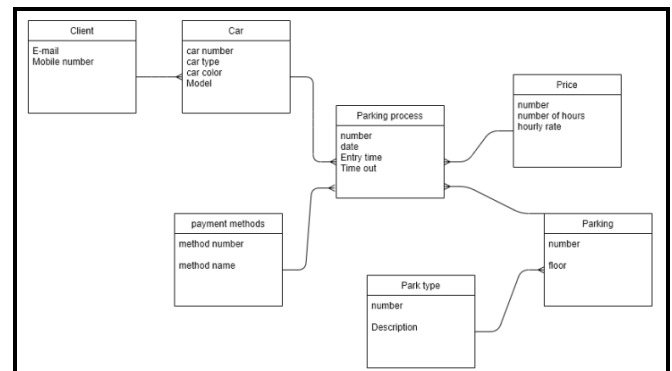 Client
E-mail
Mobile number
Car
car number
car type
car color
Model
Price
number
number of hours
hourly rate
Parking process
number
date
Entry time
Time out
payment methods
method number
method name
Parking
number
floor
Park type
number
Description